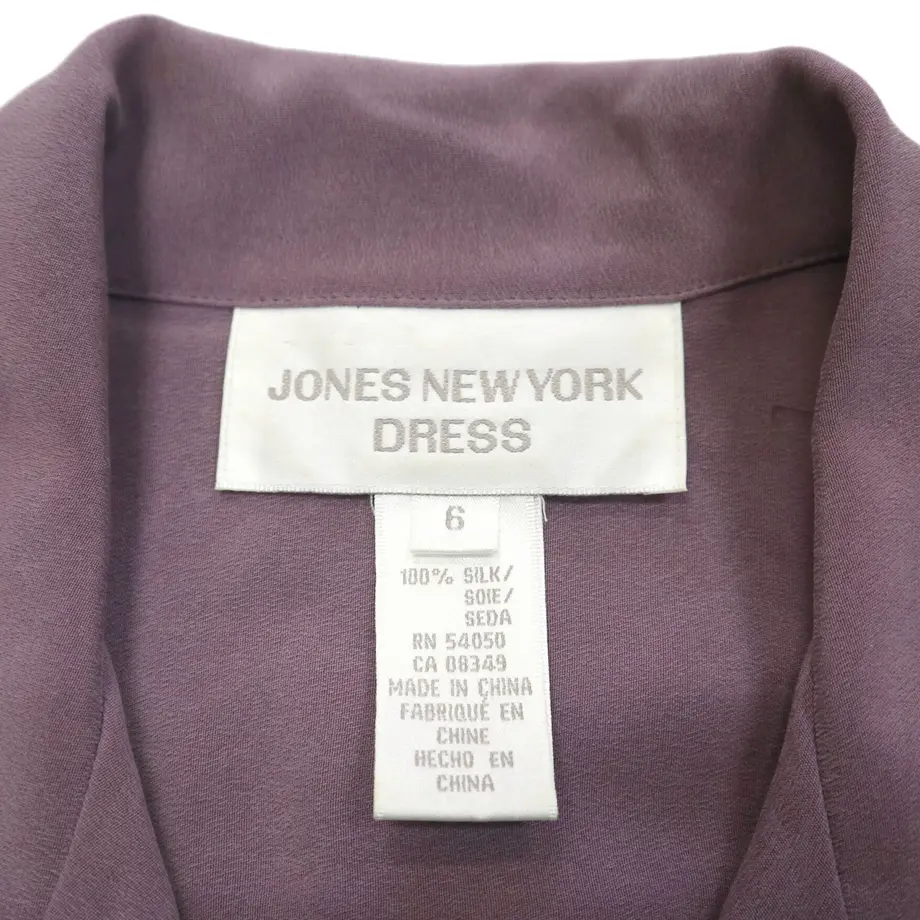 JONES NEW YORK
DRESS
6
100% SILK/
SOIE/
SEDA
RN 54050
CA 08349
MADE IN CHINA
FABRIQUÉ EN
CHINE
HECHO EN
CHINA